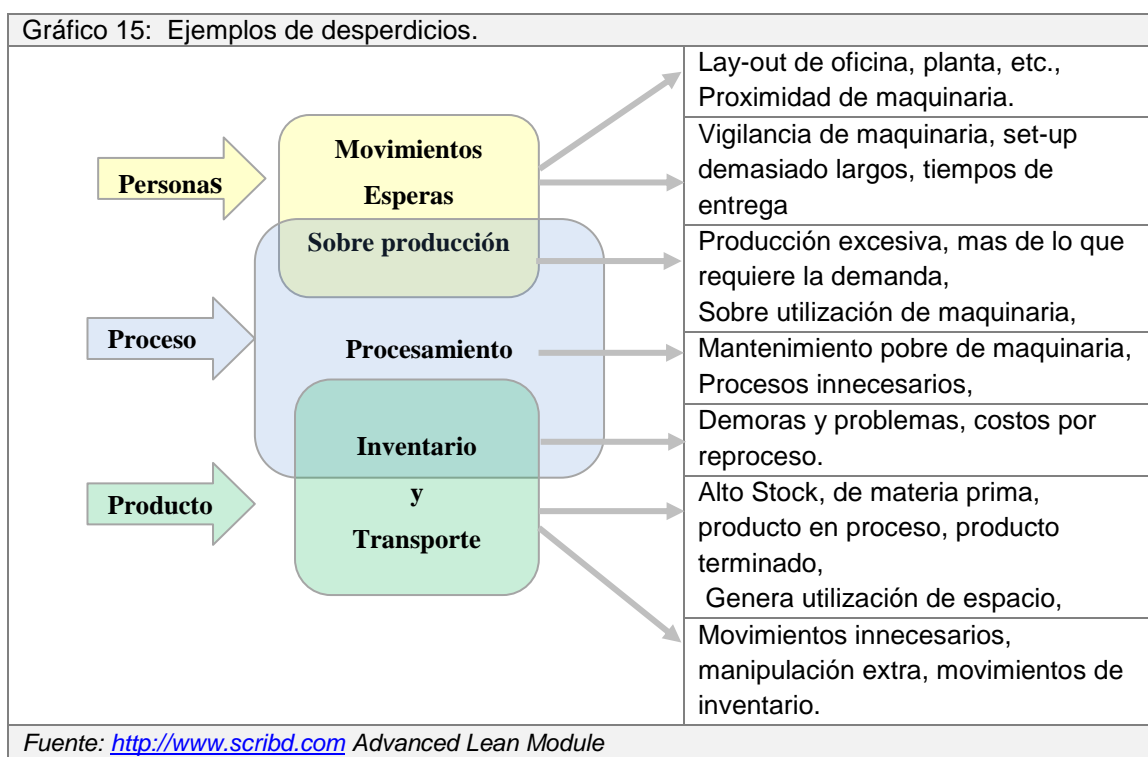 Gráfico 15:  Ejemplos de desperdicios.
Personas
Movimientos
Esperas
Sobre producción
Proceso
Procesamiento
Producto
Inventario
y
Transporte
Lay-out de oficina, planta, etc.,
Proximidad de maquinaria.
Vigilancia de maquinaria, set-up
demasiado largos, tiempos de
entrega
Producción excesiva, mas de lo que
requiere la demanda,
Sobre utilización de maquinaria,
Mantenimiento pobre de maquinaria,
Procesos innecesarios,
Demoras y problemas, costos por
reproceso.
Alto Stock, de materia prima,
producto en proceso, producto
terminado,
Genera utilización de espacio,
Movimientos innecesarios,
manipulación extra, movimientos de
inventario.
Fuente: http://www.scribd.com Advanced Lean Module